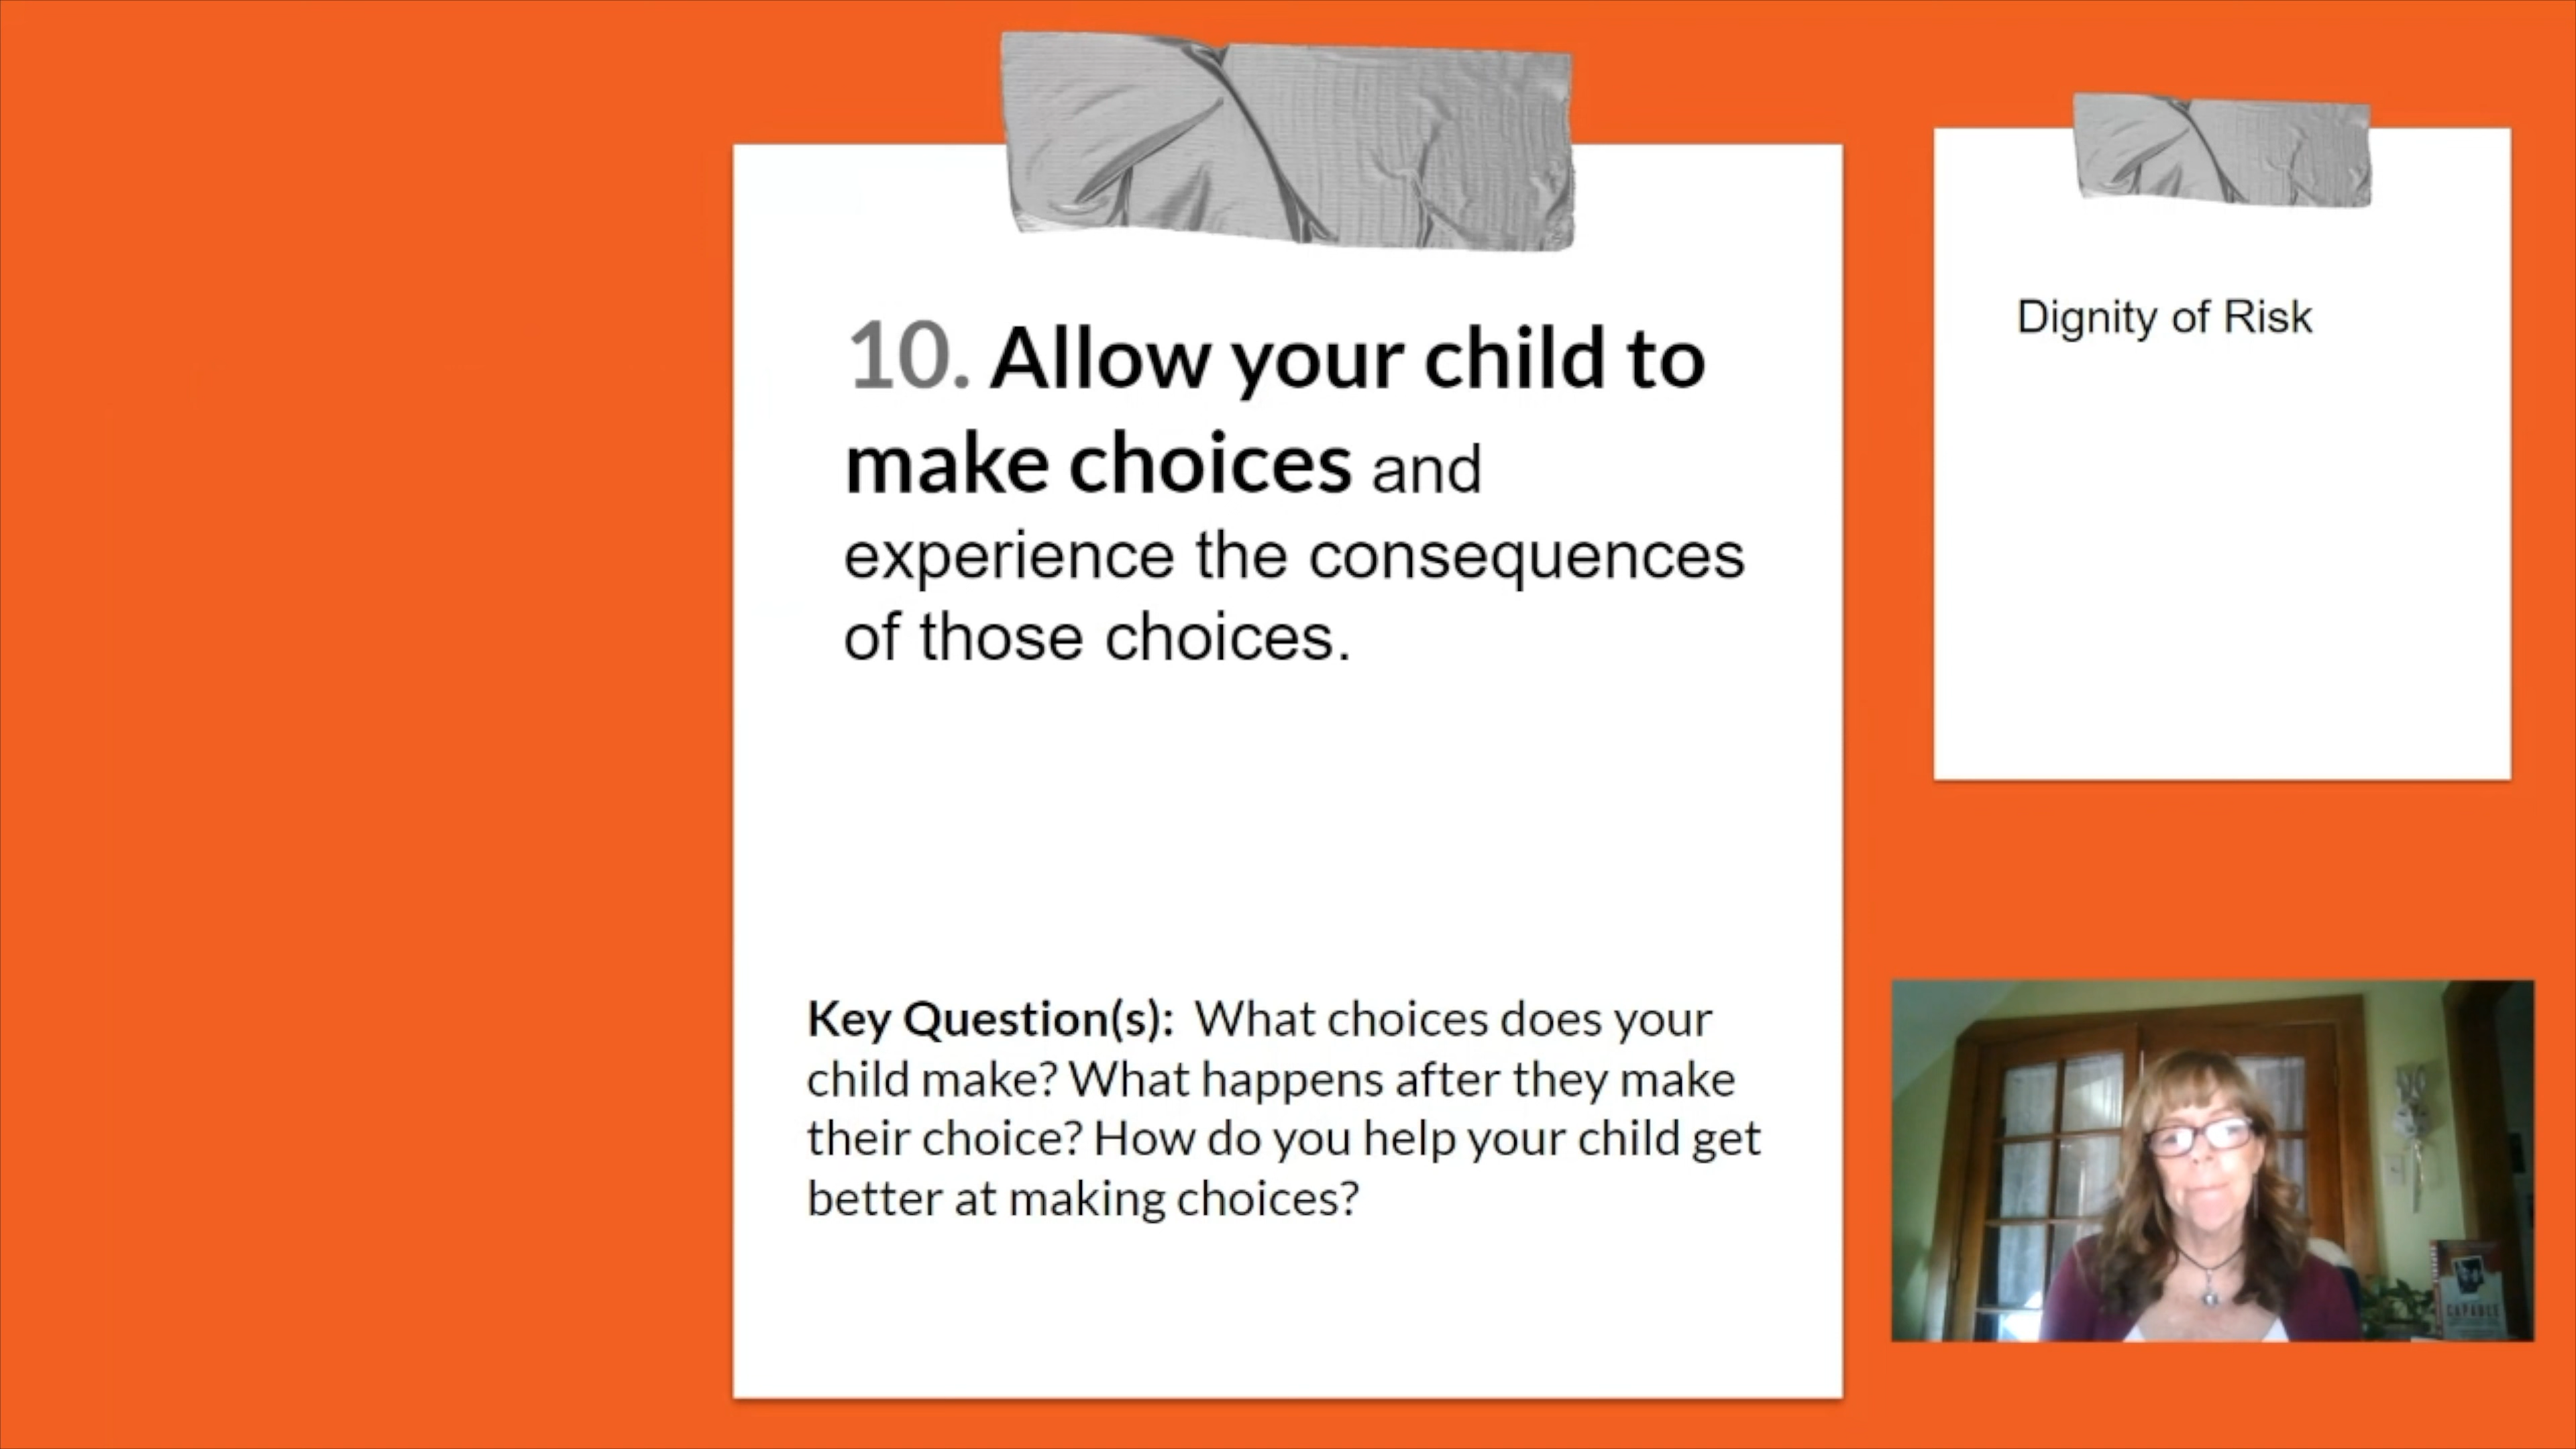 10. Allow your child to
make choices and
experience the consequences
of those choices.
Key Question(s): What choices does your
child make? What happens after they make
their choice? How do you help your child get
better at making choices?
Dignity of Risk
CAPABLE